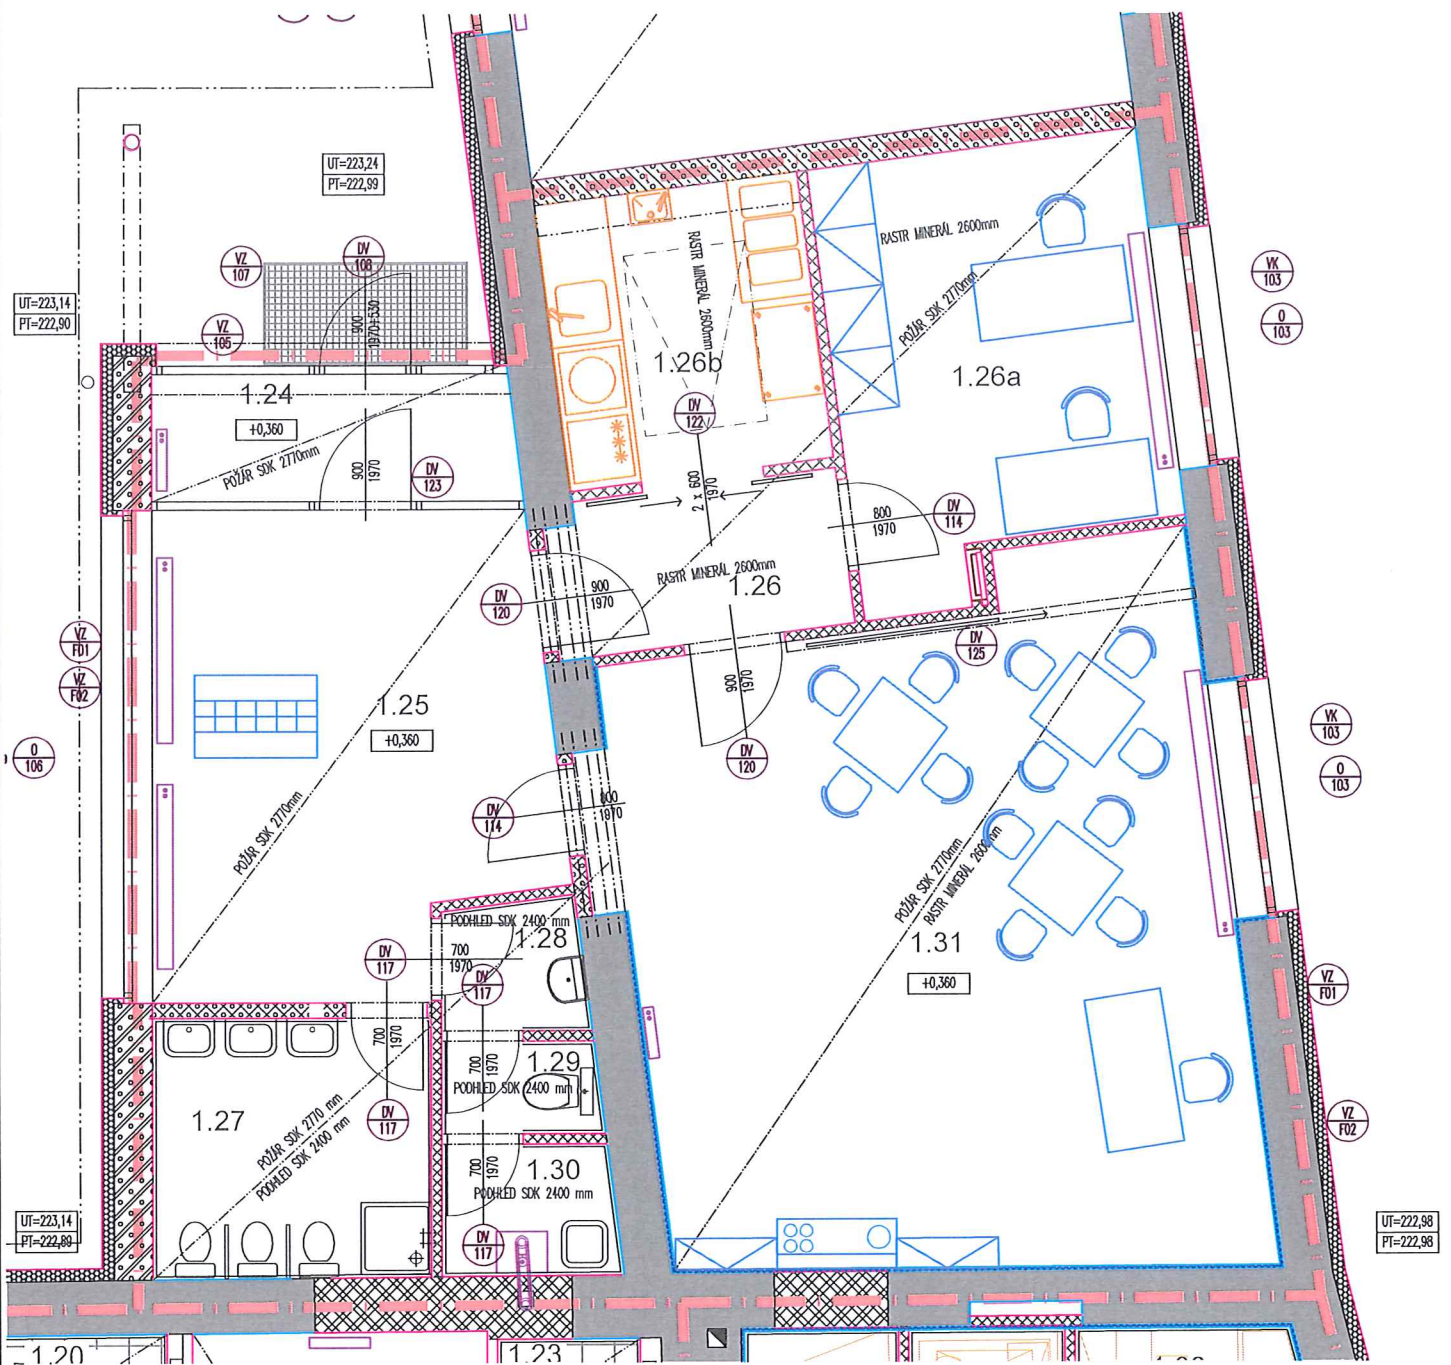 UT=223,24
PT=222,99
VZ
107
DV
108
900
1970+530
UT=223,14
PT=222,90
VZ
105
1.24
+0,360
POŽÁR SDK 2770mm
900
1970
DV
123
RASTR MINERÁL 2600mm
1.26b
DV
122
2 x 600
1970
RASTR MINERÁL 2600mm
POŽÁR SDK 2770mm
1.26a
VK
103
O
103
800
1970
DV
114
RASTR MINERÁL 2600mm
1.26
DV
120
900
1970
DV
125
900
1970
DV
120
VZ
F01
VZ
F02
O
106
1.25
+0,360
POŽÁR SDK 2770mm
DV
114
800
1970
VK
103
O
103
POŽÁR SDK 2770mm
RASTR MINERÁL 2600mm
1.31
+0,360
PODHLED SDK 2400 mm
1.28
DV
117
700
1970
DV
117
VZ
F01
700
1970
700
1970
1.29
PODHLED SDK 2400 mm
1.27
POŽÁR SDK 2770 mm
PODHLED SDK 2400 mm
DV
117
VZ
F02
700
1970
1.30
PODHLED SDK 2400 mm
DV
117
UT=223,14
PT=222,89
UT=222,98
PT=222,98
1.20
1.23